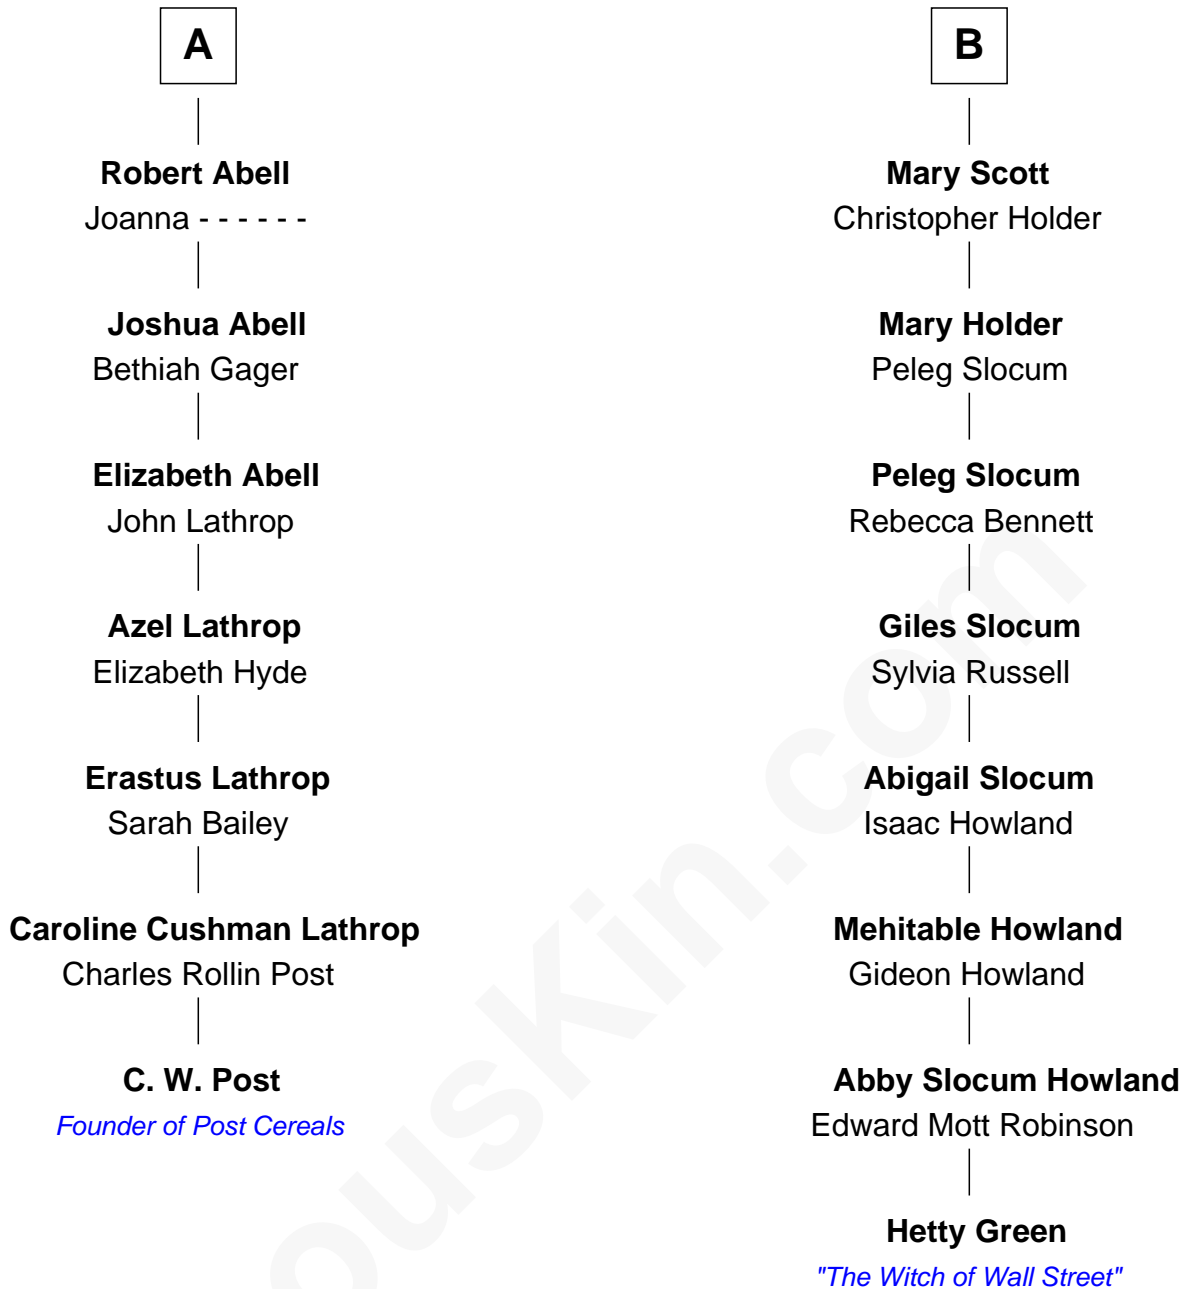 A
Robert Abell
Joanna - - - - - -
Joshua Abell
Bethiah Gager
Elizabeth Abell
John Lathrop
Azel Lathrop
Elizabeth Hyde
Erastus Lathrop
Sarah Bailey
Caroline Cushman Lathrop
Charles Rollin Post
C. W. Post
Founder of Post Cereals
B
Mary Scott
Christopher Holder
Mary Holder
Peleg Slocum
Peleg Slocum
Rebecca Bennett
Giles Slocum
Sylvia Russell
Abigail Slocum
Isaac Howland
Mehitable Howland
Gideon Howland
Abby Slocum Howland
Edward Mott Robinson
Hetty Green
"The Witch of Wall Street"
ouskin.com